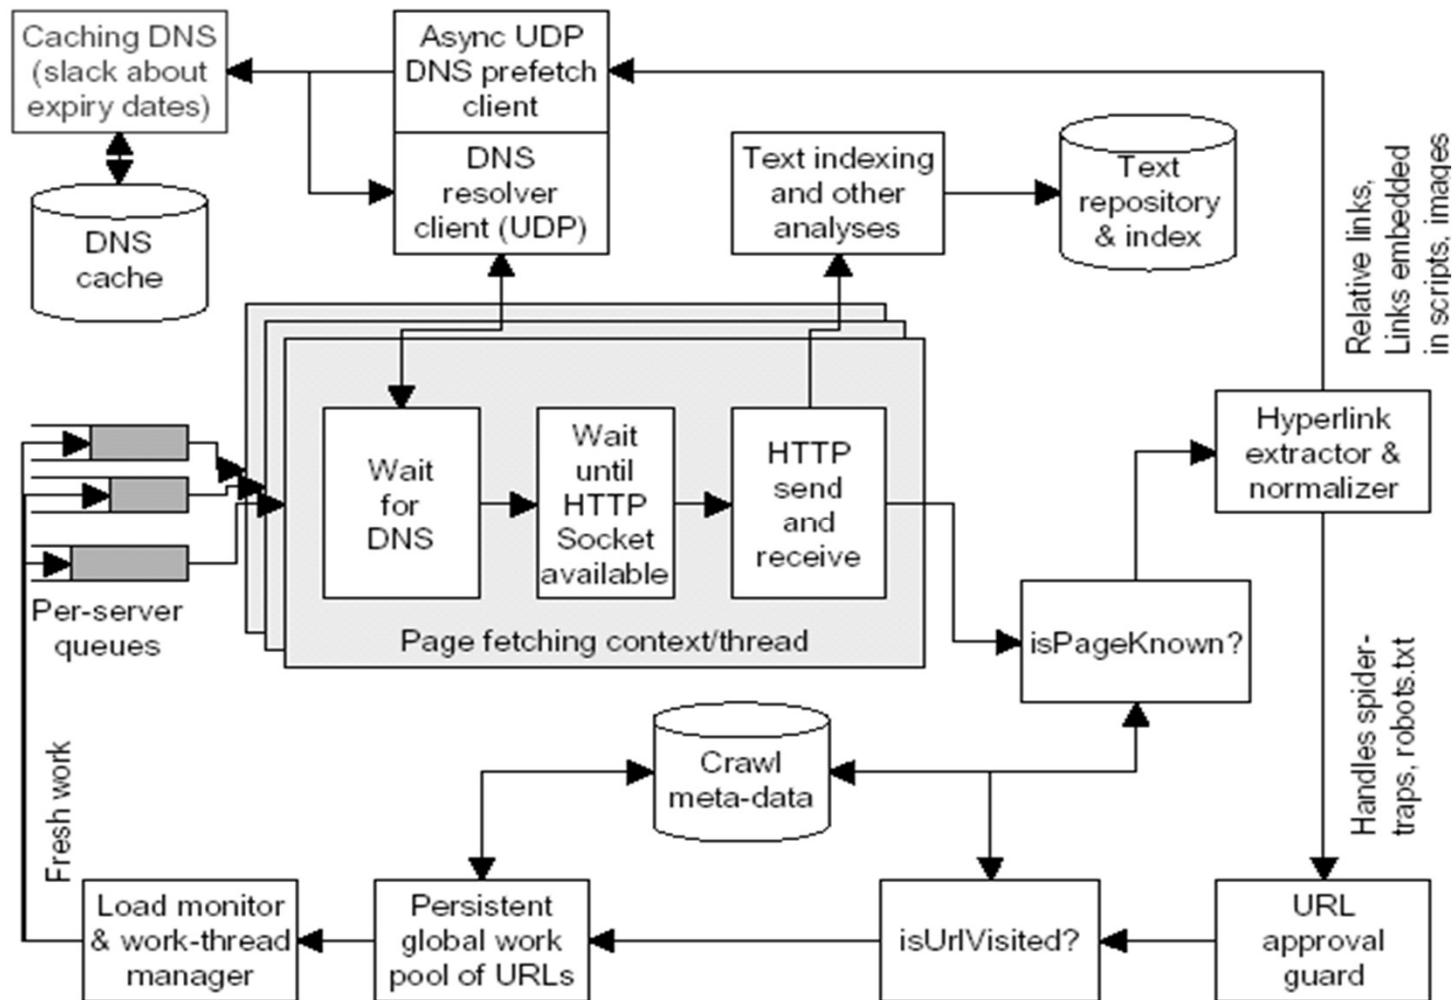 Caching DNS
(slack about
expiry dates)
Async UDP
DNS prefetch
client
DNS
resolver
client (UDP)
DNS
cache
Text indexing
and other
analyses
Text
repository
& index
Relative links,
Links embedded
in scripts, images
Wait
for
DNS
Wait
until
HTTP
Socket
available
HTTP
send
and
receive
Page fetching context/thread
Hyperlink
extractor &
normalizer
Per-server
queues
isPageKnown?
Handles spider-
traps, robots.txt
Crawl
meta-data
Fresh work
Load monitor
& work-thread
manager
Persistent
global work
pool of URLs
isUrlVisited?
URL
approval
guard